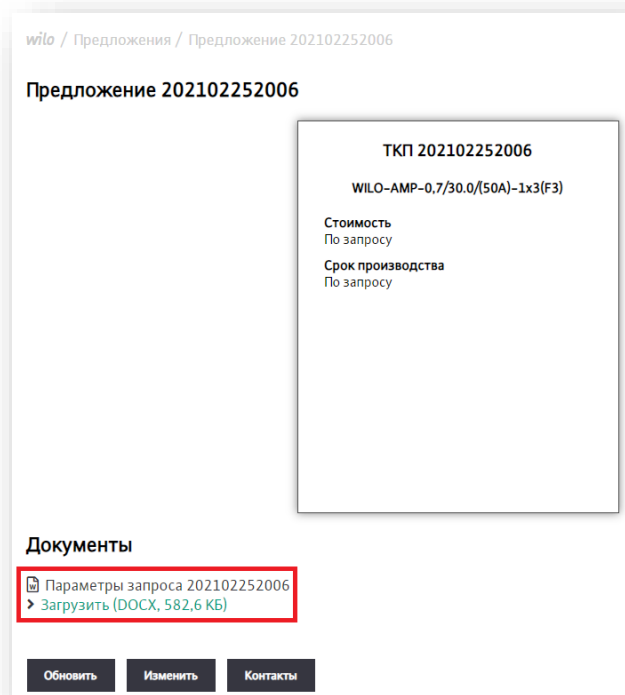 wilo / Предложения / Предложение 202102252006
Предложение 202102252006
ТКП 202102252006
WILO-AMP-0,7/30.0/(50A)-1x3(F3)
Стоимость
По запросу
Срок производства
По запросу
Документы
Параметры запроса 202102252006
Загрузить (DOCX, 582,6 КБ)
Обновить Изменить Контакты